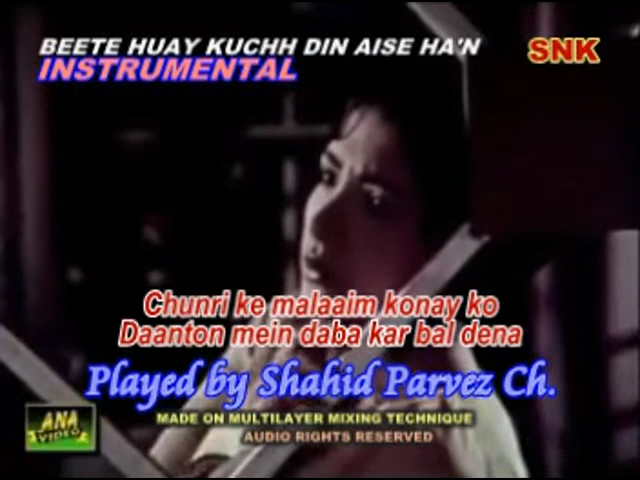 BEETE HUAY KUCHH DIN AISE HA'N
SNK
INSTRUMENTAL
Chunri ke malaaim konay ko
Daanton mein daba kar bal dena
Played by Shahid Parvez Ch.
ANA
VIDEO
MADE ON MULTILAYER MIXING TECHNIQUE
AUDIO RIGHTS RESERVED